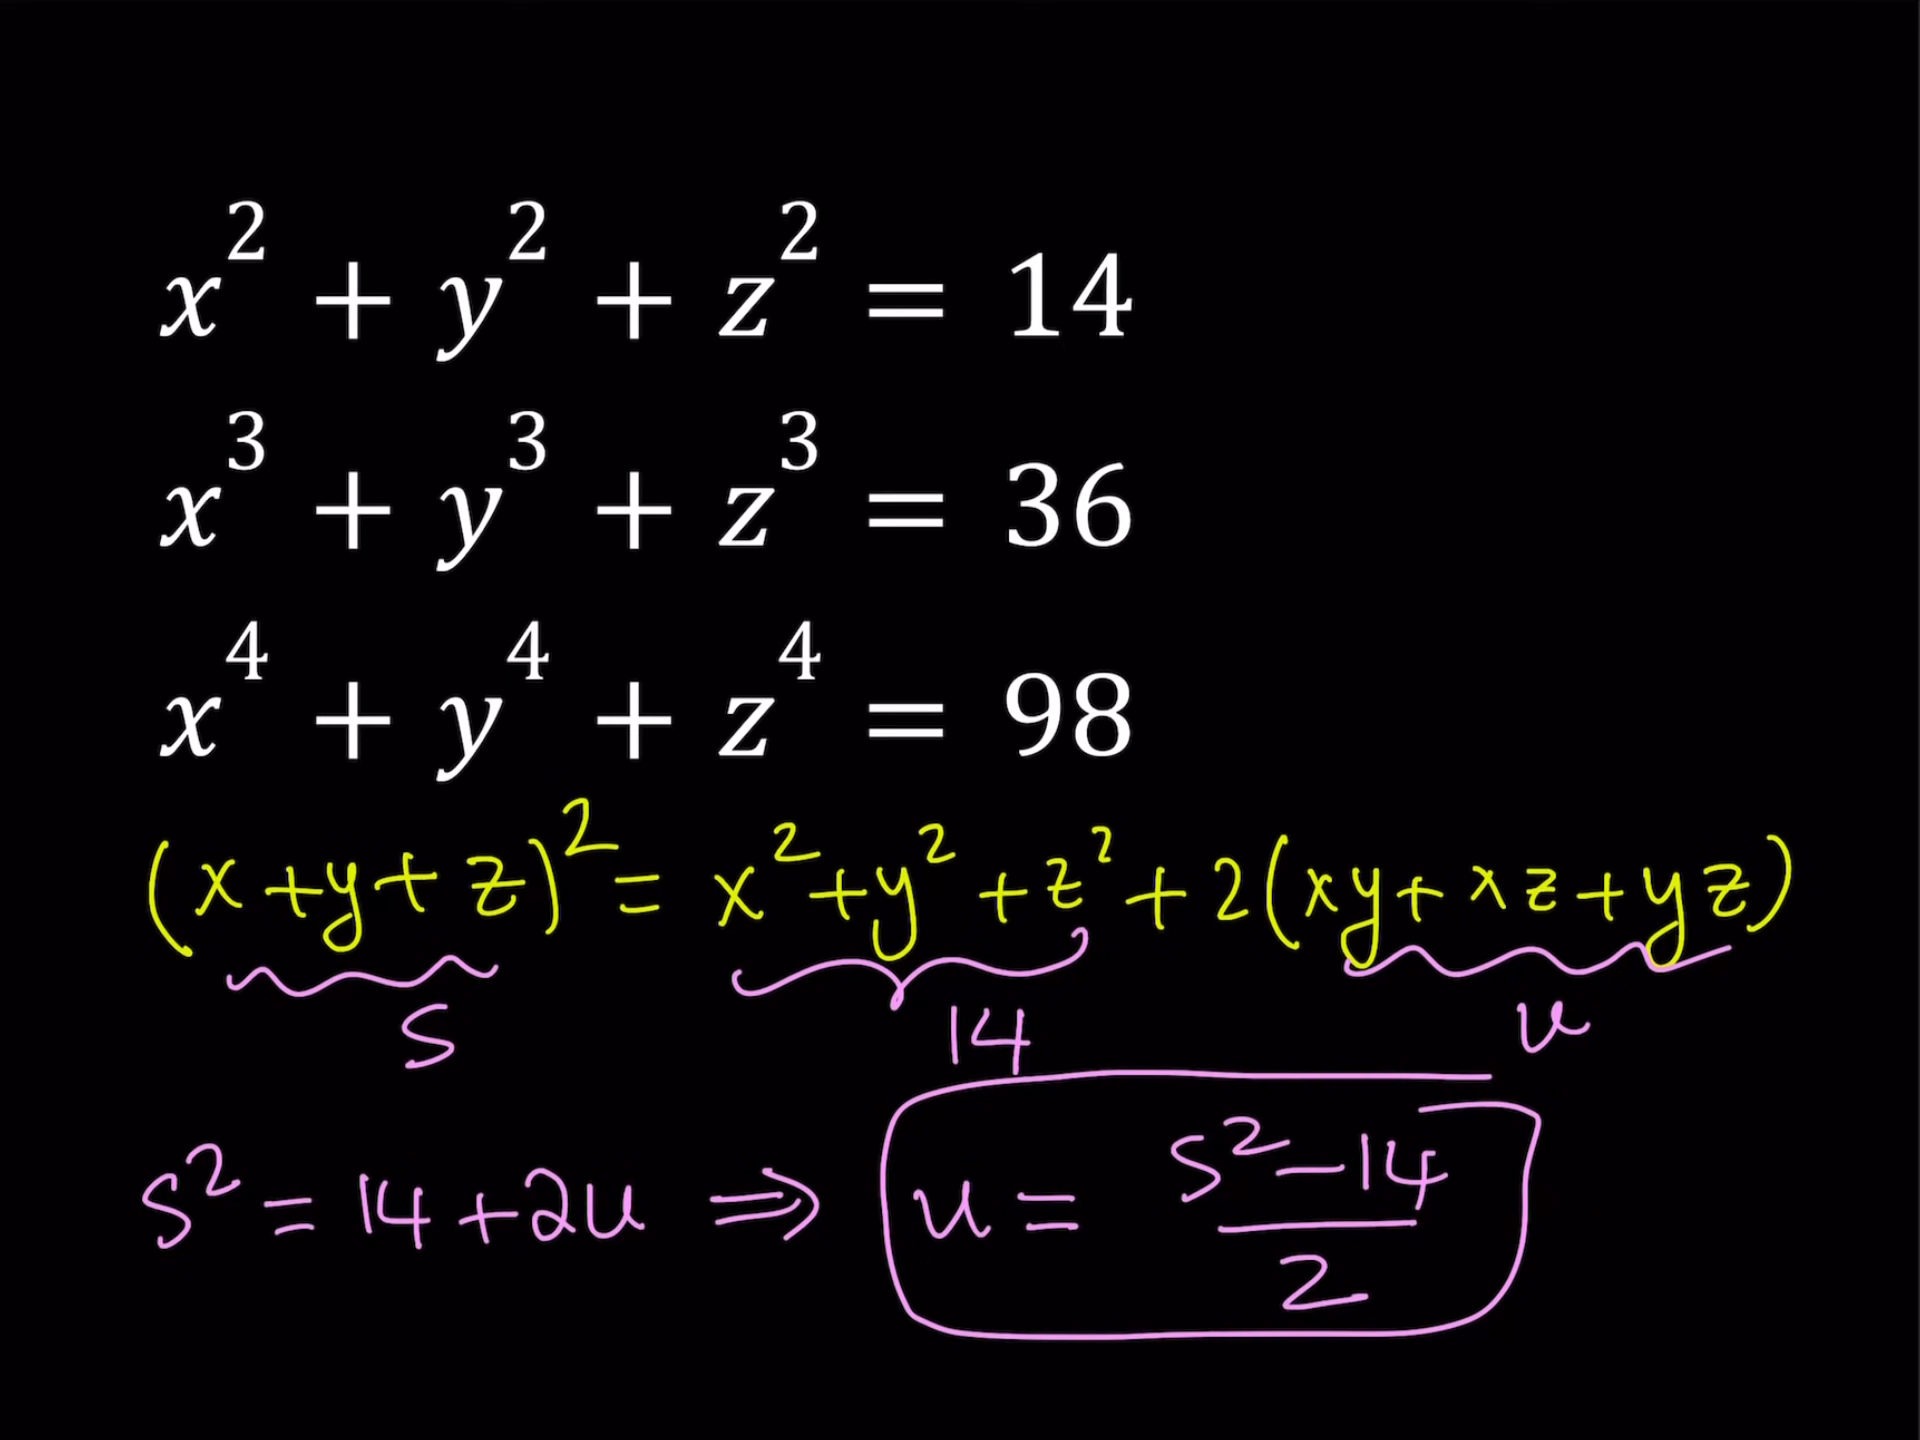 x² + y² + z² = 14
x³ + y³ + z³ = 36
x⁴ + y⁴ + z⁴ = 98
(x+y+z)² = x²+y²+z²+2(xy+xz+yz)
s 14 u
s² = 14+2u ⇒ u = (s²-14)/2